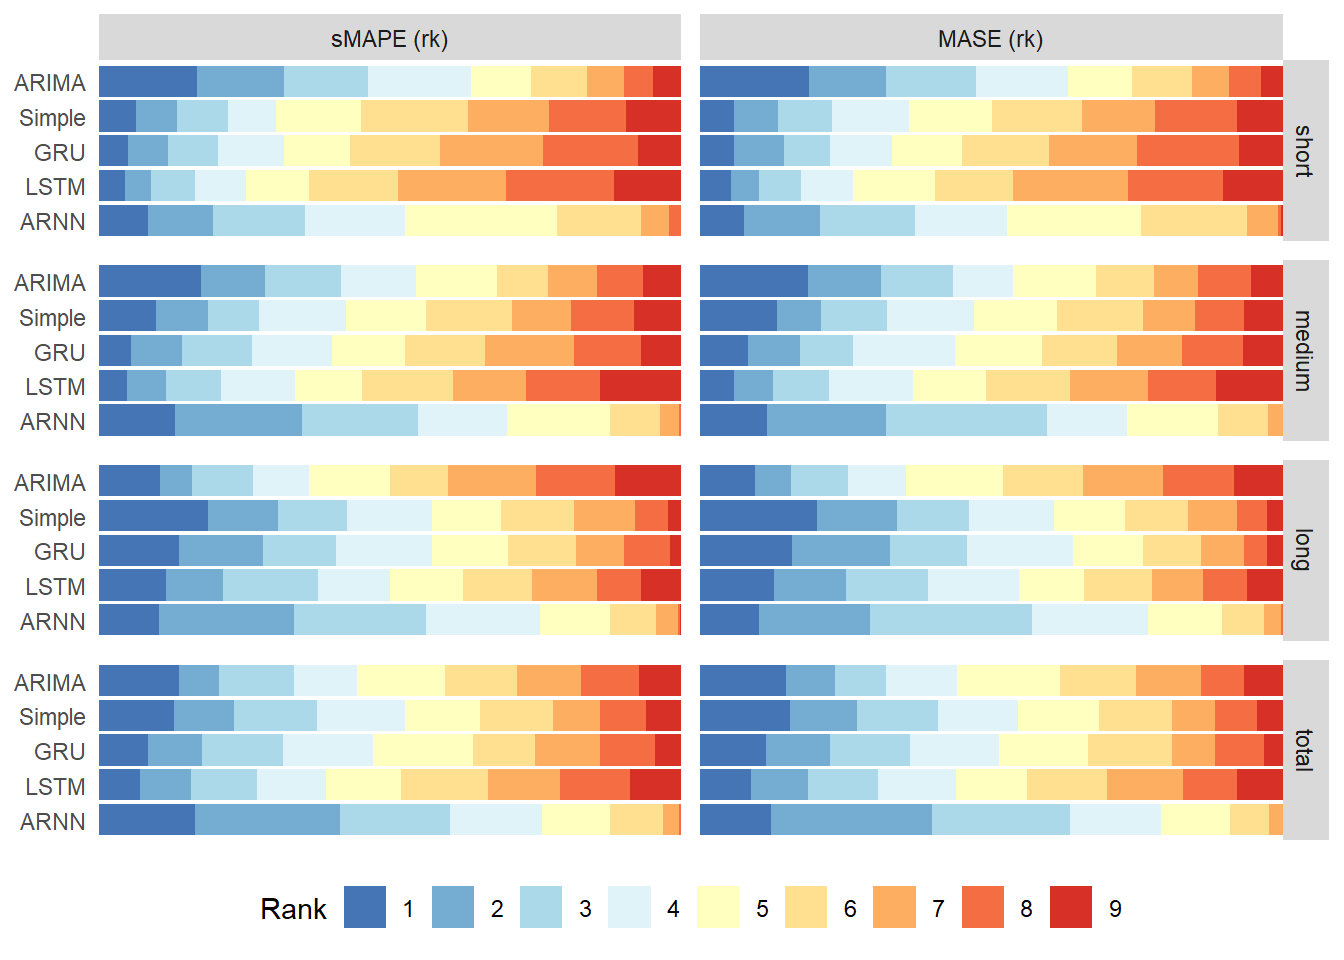 sMAPE (rk) MASE (rk)
ARIMA
Simple
GRU
LSTM
ARNN
short
ARIMA
Simple
GRU
LSTM
ARNN
medium
ARIMA
Simple
GRU
LSTM
ARNN
long
ARIMA
Simple
GRU
LSTM
ARNN
total
Rank 1 2 3 4 5 6 7 8 9